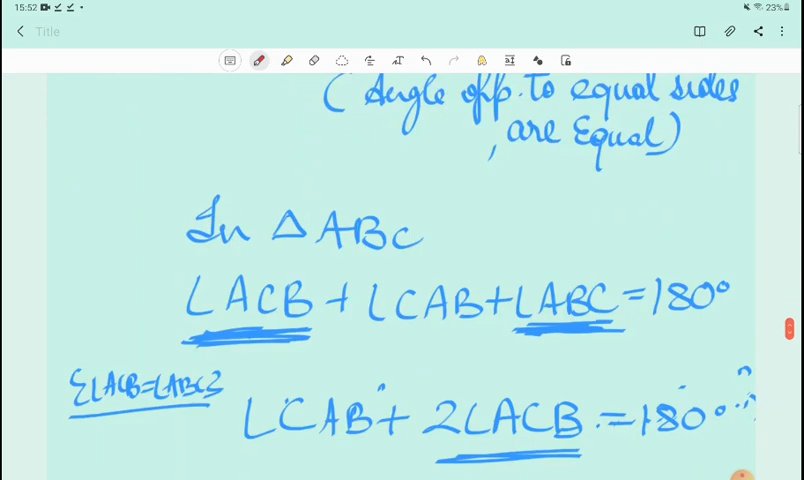 15:52
23%
Title
(Angle opp. to equal sides
, are Equal)
In △ ABC
∠ACB + ∠CAB + ∠ABC = 180°
{∠ACB = ∠ABC}
∠CAB + 2∠ACB = 180°